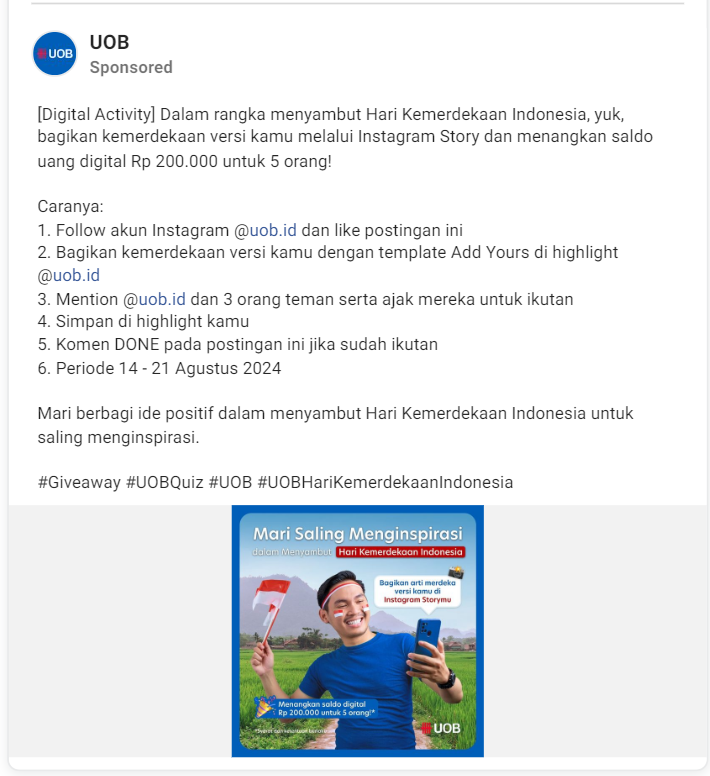 UOB
UOB
Sponsored
[Digital Activity] Dalam rangka menyambut Hari Kemerdekaan Indonesia, yuk,
bagikan kemerdekaan versi kamu melalui Instagram Story dan menangkan saldo
uang digital Rp 200.000 untuk 5 orang!
Caranya:
1. Follow akun Instagram @uob.id dan like postingan ini
2. Bagikan kemerdekaan versi kamu dengan template Add Yours di highlight
@uob.id
3. Mention @uob.id dan 3 orang teman serta ajak mereka untuk ikutan
4. Simpan di highlight kamu
5. Komen DONE pada postingan ini jika sudah ikutan
6. Periode 14 - 21 Agustus 2024
Mari berbagi ide positif dalam menyambut Hari Kemerdekaan Indonesia untuk
saling menginspirasi.
#Giveaway #UOBQuiz #UOB #UOBHariKemerdekaanIndonesia
Mari Saling Menginspirasi
dalam Menyambut Hari Kemerdekaan Indonesia
Bagikan arti merdeka
versi kamu di
Instagram Storymu
Menangkan saldo digital
Rp 200.000 untuk 5 orang!*
*Syarat dan ketentuan
UOB